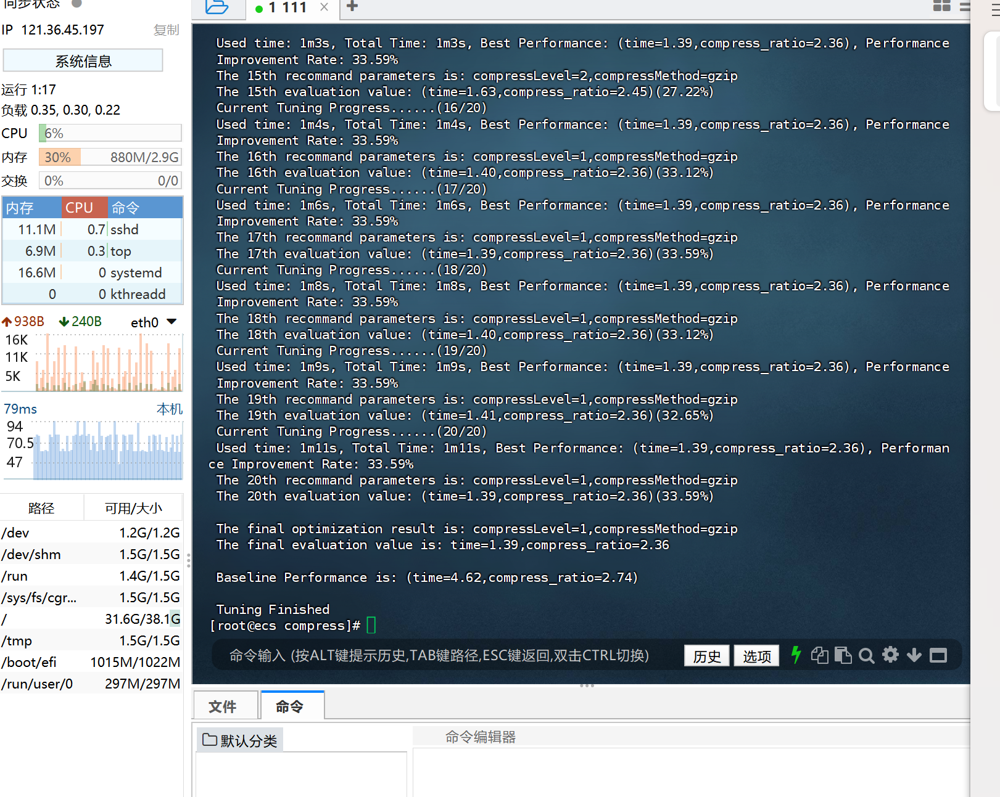 同步状态
IP 121.36.45.197 复制
系统信息
运行 1:17
负载 0.35, 0.30, 0.22
CPU 6%
内存 30% 880M/2.9G
交换 0% 0/0
内存 CPU 命令
11.1M 0.7 sshd
6.9M 0.3 top
16.6M 0 systemd
0 0 kthreadd
938B 240B eth0
16K
11K
5K
79ms 本机
94
70.5
47
路径 可用/大小
/dev 1.2G/1.2G
/dev/shm 1.5G/1.5G
/run 1.4G/1.5G
/sys/fs/cgr... 1.5G/1.5G
/ 31.6G/38.1G
/tmp 1.5G/1.5G
/boot/efi 1015M/1022M
/run/user/0 297M/297M
1 111
Used time: 1m3s, Total Time: 1m3s, Best Performance: (time=1.39,compress_ratio=2.36), Performance
Improvement Rate: 33.59%
The 15th recommand parameters is: compressLevel=2,compressMethod=gzip
The 15th evaluation value: (time=1.63,compress_ratio=2.45)(27.22%)
Current Tuning Progress......(16/20)
Used time: 1m4s, Total Time: 1m4s, Best Performance: (time=1.39,compress_ratio=2.36), Performance
Improvement Rate: 33.59%
The 16th recommand parameters is: compressLevel=1,compressMethod=gzip
The 16th evaluation value: (time=1.40,compress_ratio=2.36)(33.12%)
Current Tuning Progress......(17/20)
Used time: 1m6s, Total Time: 1m6s, Best Performance: (time=1.39,compress_ratio=2.36), Performance
Improvement Rate: 33.59%
The 17th recommand parameters is: compressLevel=1,compressMethod=gzip
The 17th evaluation value: (time=1.39,compress_ratio=2.36)(33.59%)
Current Tuning Progress......(18/20)
Used time: 1m8s, Total Time: 1m8s, Best Performance: (time=1.39,compress_ratio=2.36), Performance
Improvement Rate: 33.59%
The 18th recommand parameters is: compressLevel=1,compressMethod=gzip
The 18th evaluation value: (time=1.40,compress_ratio=2.36)(33.12%)
Current Tuning Progress......(19/20)
Used time: 1m9s, Total Time: 1m9s, Best Performance: (time=1.39,compress_ratio=2.36), Performance
Improvement Rate: 33.59%
The 19th recommand parameters is: compressLevel=1,compressMethod=gzip
The 19th evaluation value: (time=1.41,compress_ratio=2.36)(32.65%)
Current Tuning Progress......(20/20)
Used time: 1m11s, Total Time: 1m11s, Best Performance: (time=1.39,compress_ratio=2.36), Performan
ce Improvement Rate: 33.59%
The 20th recommand parameters is: compressLevel=1,compressMethod=gzip
The 20th evaluation value: (time=1.39,compress_ratio=2.36)(33.59%)
The final optimization result is: compressLevel=1,compressMethod=gzip
The final evaluation value is: time=1.39,compress_ratio=2.36
Baseline Performance is: (time=4.62,compress_ratio=2.74)
Tuning Finished
[root@ecs compress]#
命令输入 (按ALT键提示历史,TAB键路径,ESC键返回,双击CTRL切换) 历史 选项
文件 命令
默认分类 命令编辑器